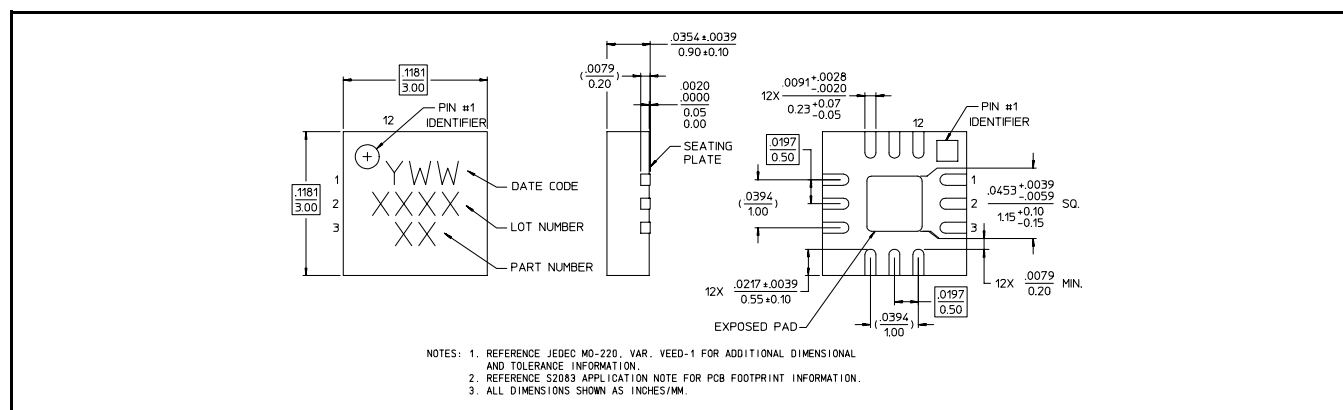 .1181
3.00
PIN #1
IDENTIFIER
12
.1181
3.00
1
2
3
YWW
XXXX
XX
DATE CODE
LOT NUMBER
PART NUMBER
.0354±.0039
0.90±0.10
(.0079
0.20)
.0020
.0000
0.05
0.00
SEATING
PLATE
12X .0091 +.0028
-.0020
0.23 +0.07
-0.05
12
PIN #1
IDENTIFIER
.0197
0.50
(.0394
1.00)
1
2
3
.0453 +.0039
-.0059 SQ.
1.15 +0.10
-0.15
12X .0217±.0039
0.55±0.10
12X .0079 MIN.
0.20
.0197
0.50
(.0394
1.00)
EXPOSED PAD
NOTES: 1. REFERENCE JEDEC MO-220, VAR. VEED-1 FOR ADDITIONAL DIMENSIONAL
AND TOLERANCE INFORMATION.
2. REFERENCE S2083 APPLICATION NOTE FOR PCB FOOTPRINT INFORMATION.
3. ALL DIMENSIONS SHOWN AS INCHES/MM.